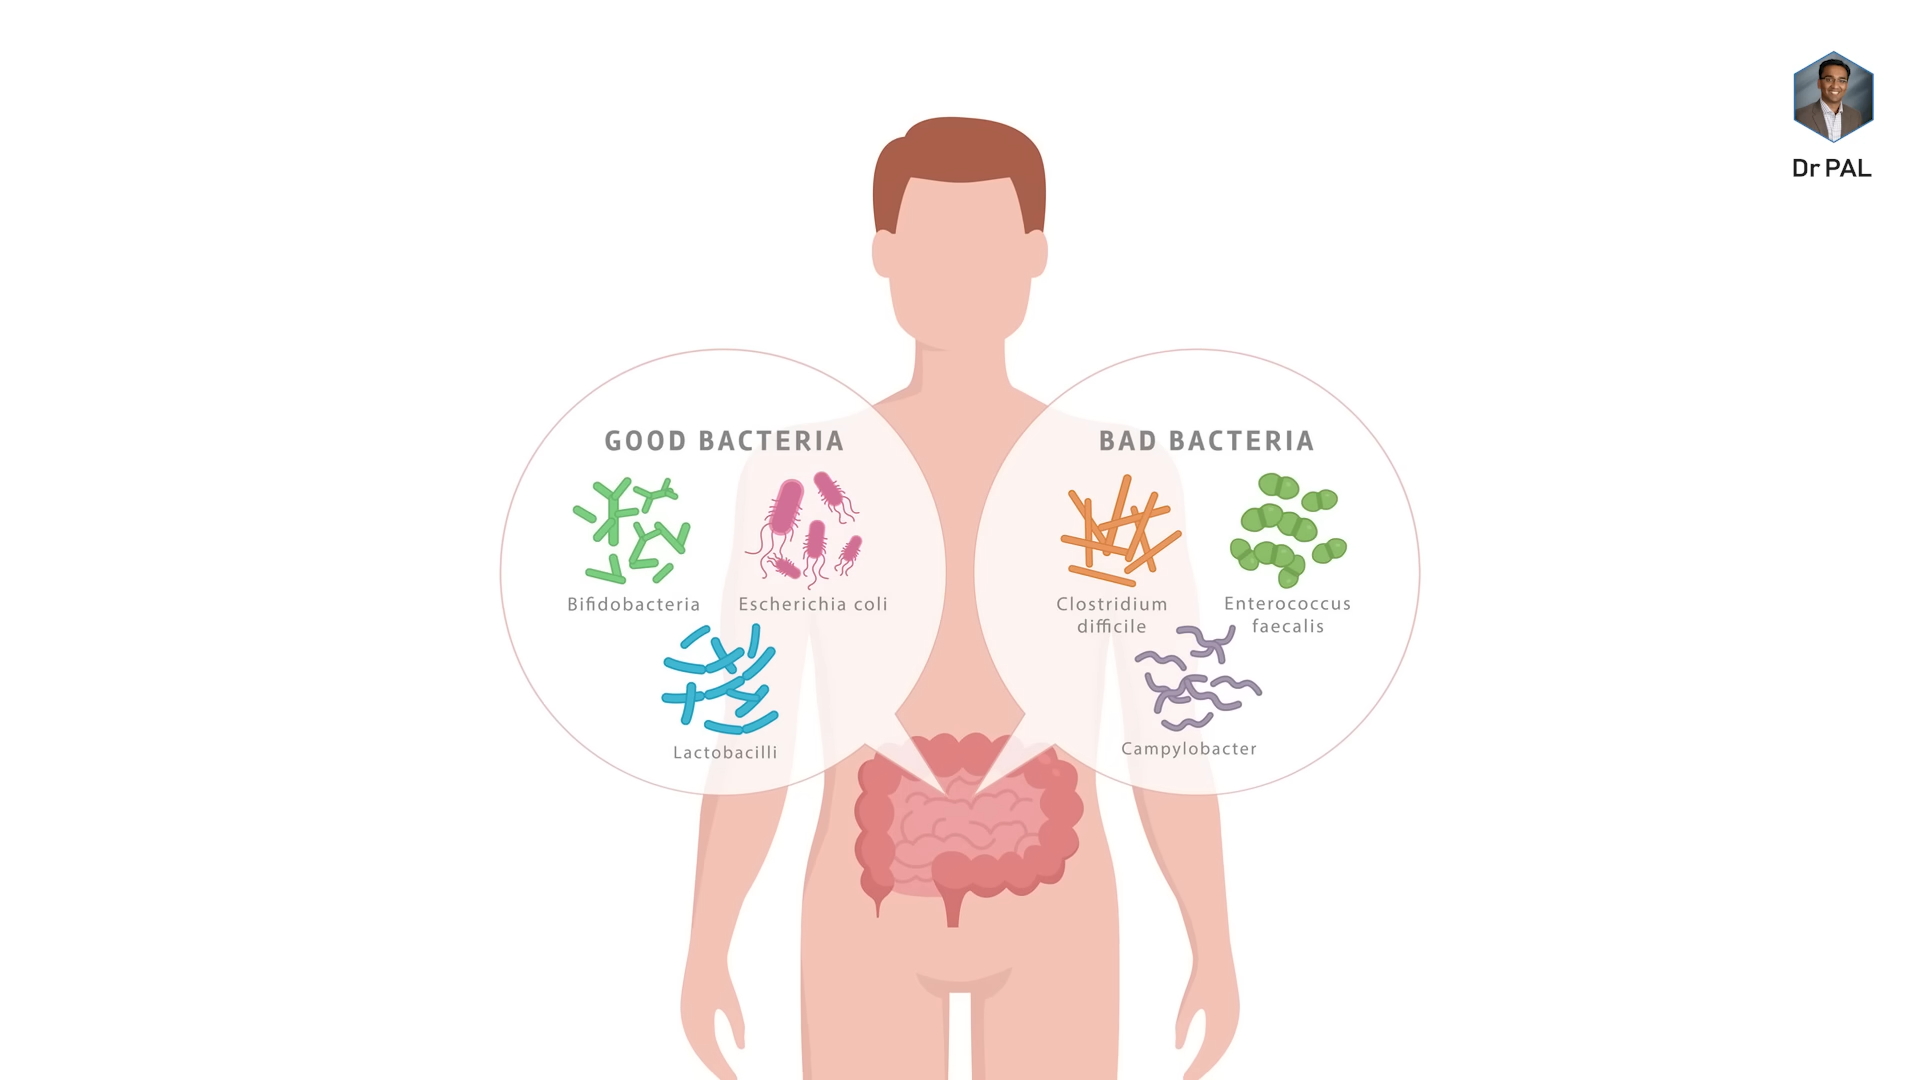 Dr PAL
GOOD BACTERIA
Bifidobacteria
Escherichia coli
Lactobacilli
BAD BACTERIA
Clostridium
difficile
Enterococcus
faecalis
Campylobacter